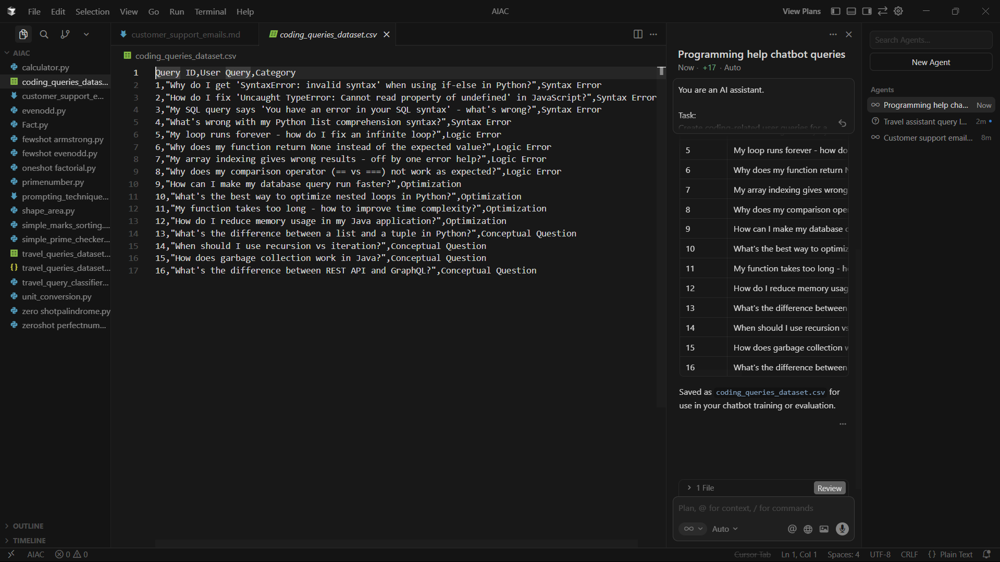 File Edit Selection View Go Run Terminal Help
AIAC
View Plans
AIAC
calculator.py
coding_queries_datas...
customer_support_e...
evenodd.py
Fact.py
fewshot armstrong.py
fewshot evenodd.py
oneshot factorial.py
primenumber.py
prompting_technique...
shape_area.py
simple_marks_sorting....
simple_prime_checker...
travel_queries_dataset...
travel_queries_dataset...
travel_query_classifier...
unit_conversion.py
zero shotpalindrome.py
zeroshot perfectnum...
OUTLINE
TIMELINE
customer_support_emails.md
coding_queries_dataset.csv
coding_queries_dataset.csv
1 Query ID,User Query,Category
2 1,"Why do I get 'SyntaxError: invalid syntax' when using if-else in Python?",Syntax Error
3 2,"How do I fix 'Uncaught TypeError: Cannot read property of undefined' in JavaScript?",Syntax Error
4 3,"My SQL query says 'You have an error in your SQL syntax' - what's wrong?",Syntax Error
5 4,"What's wrong with my Python list comprehension syntax?",Syntax Error
6 5,"My loop runs forever - how do I fix an infinite loop?",Logic Error
7 6,"Why does my function return None instead of the expected value?",Logic Error
8 7,"My array indexing gives wrong results - off by one error help?",Logic Error
9 8,"Why does my comparison operator (== vs ===) not work as expected?",Logic Error
10 9,"How can I make my database query run faster?",Optimization
11 10,"What's the best way to optimize nested loops in Python?",Optimization
12 11,"My function takes too long - how to improve time complexity?",Optimization
13 12,"How do I reduce memory usage in my Java application?",Optimization
14 13,"What's the difference between a list and a tuple in Python?",Conceptual Question
15 14,"When should I use recursion vs iteration?",Conceptual Question
16 15,"How does garbage collection work in Java?",Conceptual Question
17 16,"What's the difference between REST API and GraphQL?",Conceptual Question
Programming help chatbot queries
Now · +17 · Auto
You are an AI assistant.
Task:
Create coding-related user queries for a
5 My loop runs forever - how do
6 Why does my function return
7 My array indexing gives wrong
8 Why does my comparison ope
9 How can I make my database
10 What's the best way to optimiz
11 My function takes too long - h
12 How do I reduce memory usag
13 What's the difference between
14 When should I use recursion vs
15 How does garbage collection
16 What's the difference between
Saved as coding_queries_dataset.csv for
use in your chatbot training or evaluation.
1 File Review
Plan, @ for context, / for commands
Auto
Search Agents...
New Agent
Agents
Programming help cha... Now
Travel assistant query l... 2m
Customer support email... 8m
AIAC 0 0
Cursor Tab Ln 1, Col 1 Spaces: 4 UTF-8 CRLF {} Plain Text